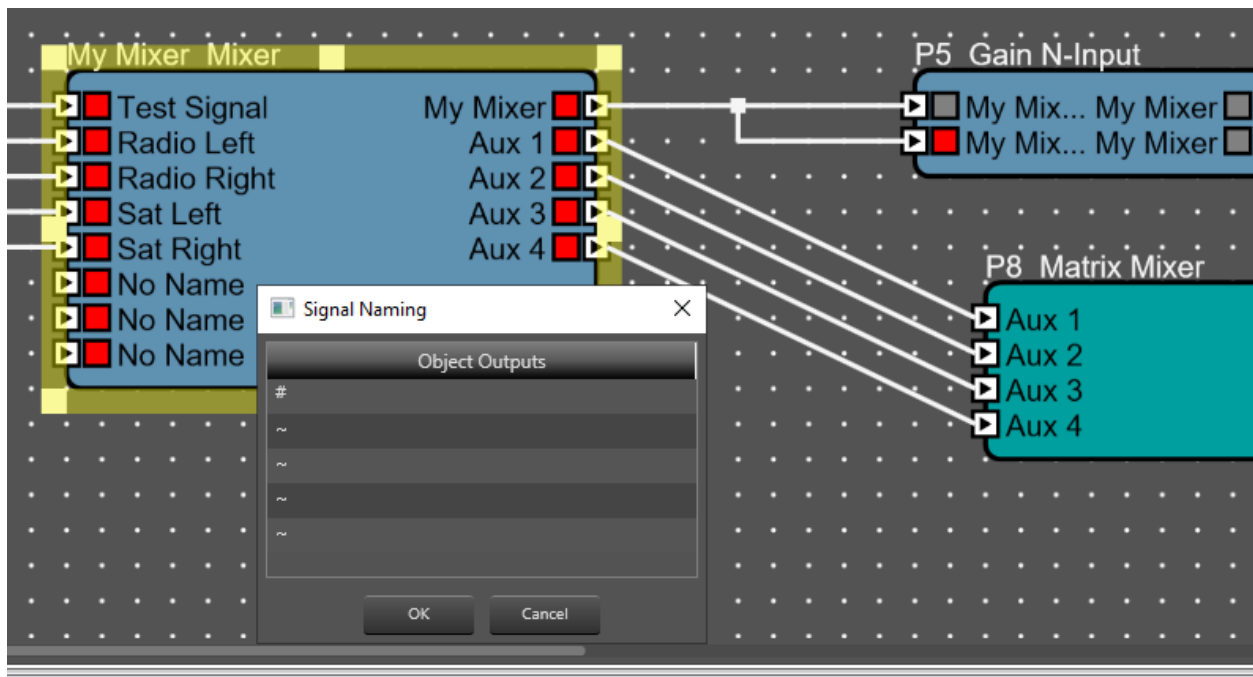 My Mixer Mixer
Test Signal
Radio Left
Radio Right
Sat Left
Sat Right
No Name
No Name
No Name
My Mixer
Aux 1
Aux 2
Aux 3
Aux 4
P5 Gain N-Input
My Mix... My Mixer
My Mix... My Mixer
P8 Matrix Mixer
Aux 1
Aux 2
Aux 3
Aux 4
Signal Naming
Object Outputs
#
~
~
~
~
OK Cancel